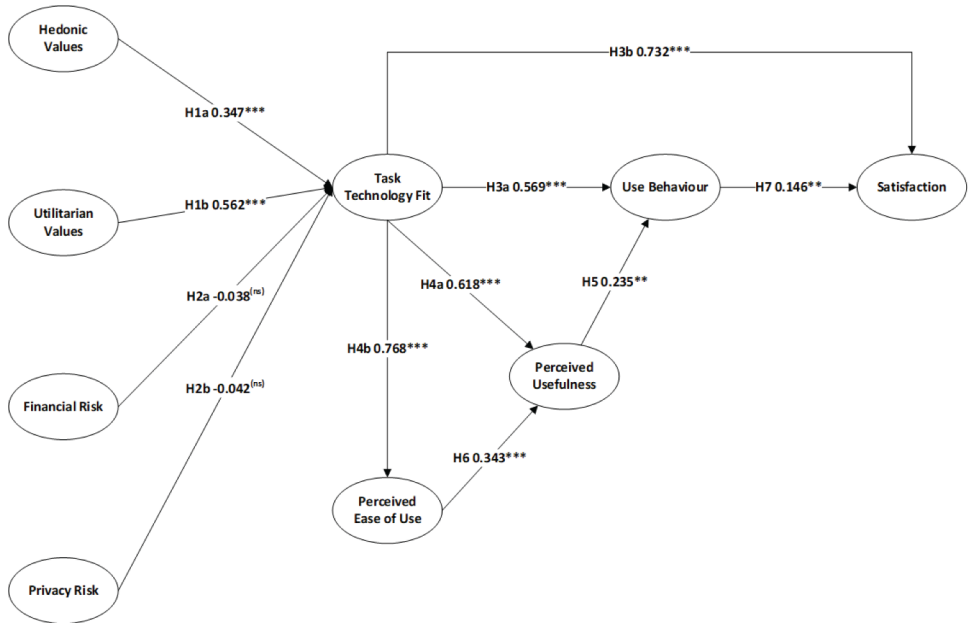 Hedonic
Values
H3b 0.732***
H1a 0.347***
Task
Technology Fit
H3a 0.569***
Use Behaviour
H7 0.146**
Satisfaction
Utilitarian
Values
H1b 0.562***
H2a -0.038(ns)
H4a 0.618***
H5 0.235**
H4b 0.768***
Perceived
Usefulness
H2b -0.042(ns)
Financial Risk
H6 0.343***
Perceived
Ease of Use
Privacy Risk